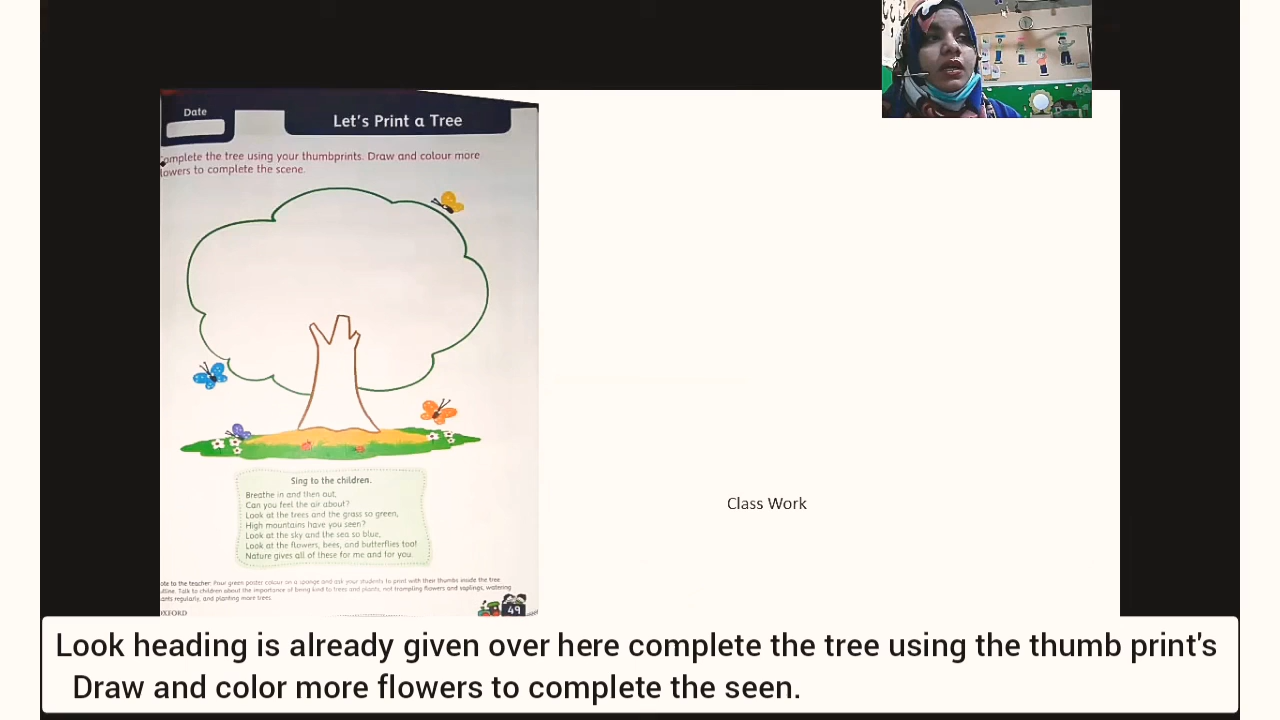 Date
Let's Print a Tree
omplete the tree using your thumbprints. Draw and colour more
lowers to complete the scene.
Sing to the children.
Breathe in and then out,
Can you feel the air about?
Look at the trees and the grass so green,
High mountains have you seen?
Look at the sky and the sea so blue,
Look at the flowers, bees, and butterflies too!
Nature gives all of these for me and for you.
ote to the teacher: Pour green poster colour on a sponge and ask your students to print with their thumbs inside the tree
utline. Talk to children about the importance of being kind to trees and plants, not trampling flowers and saplings, watering
ants regularly, and planting more trees.
OXFORD
49
Class Work
Look heading is already given over here complete the tree using the thumb print's
Draw and color more flowers to complete the seen.